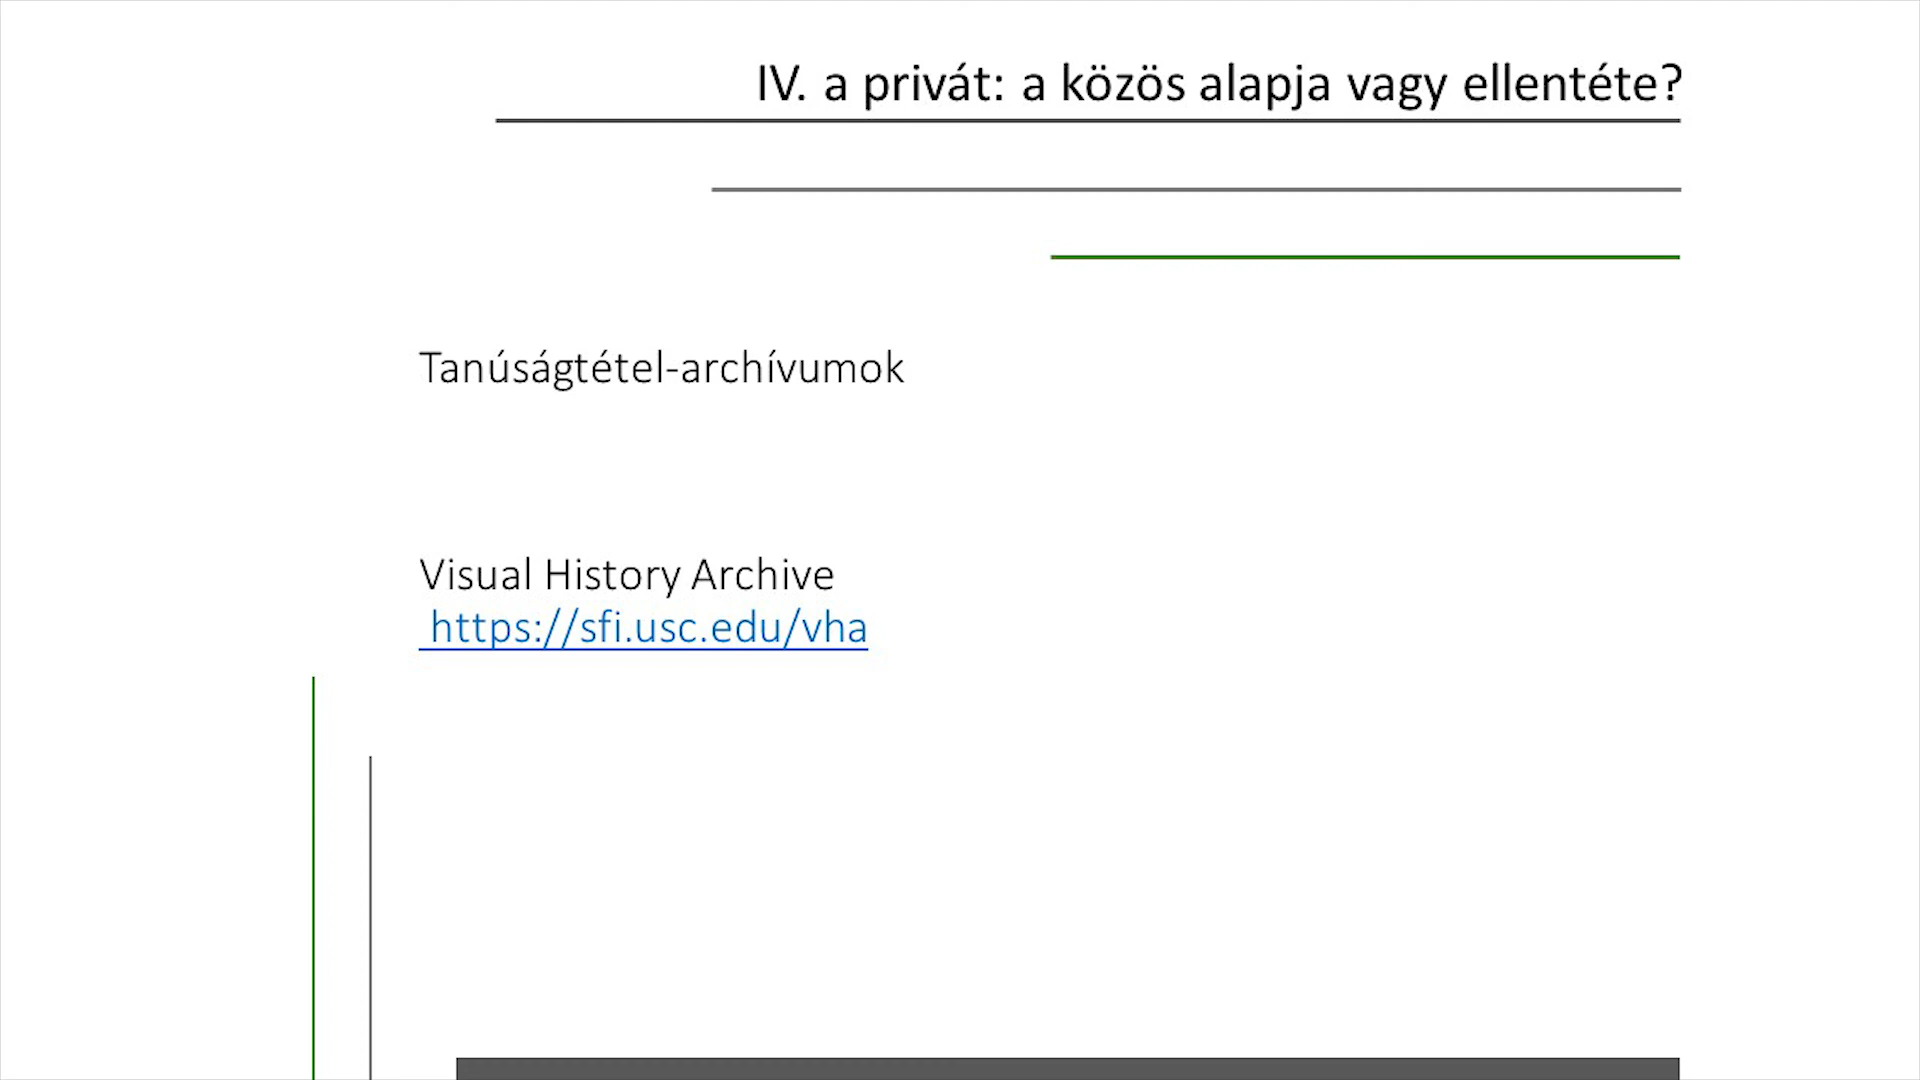 IV. a privát: a közös alapja vagy ellentéte?
Tanúságtétel-archívumok
Visual History Archive
https://sfi.usc.edu/vha